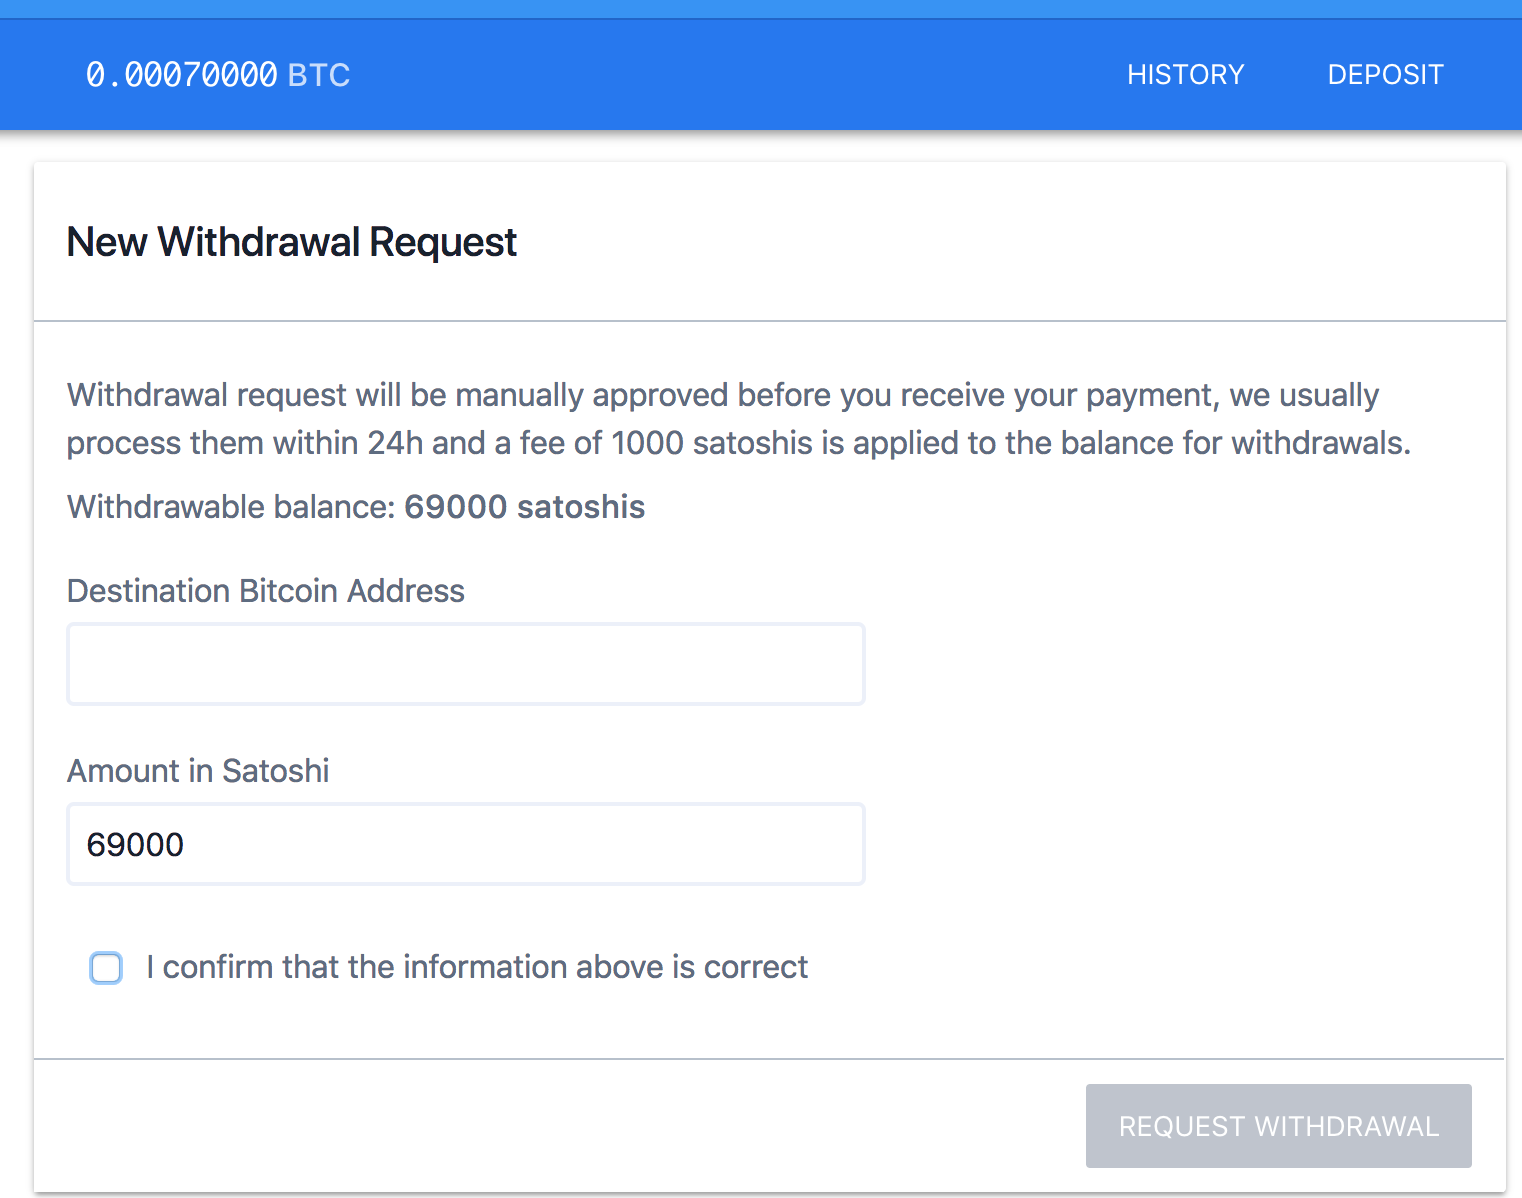 0.00070000 BTC
HISTORY
DEPOSIT
New Withdrawal Request
Withdrawal request will be manually approved before you receive your payment, we usually
process them within 24h and a fee of 1000 satoshis is applied to the balance for withdrawals.
Withdrawable balance: 69000 satoshis
Destination Bitcoin Address
Amount in Satoshi
69000
I confirm that the information above is correct
REQUEST WITHDRAWAL